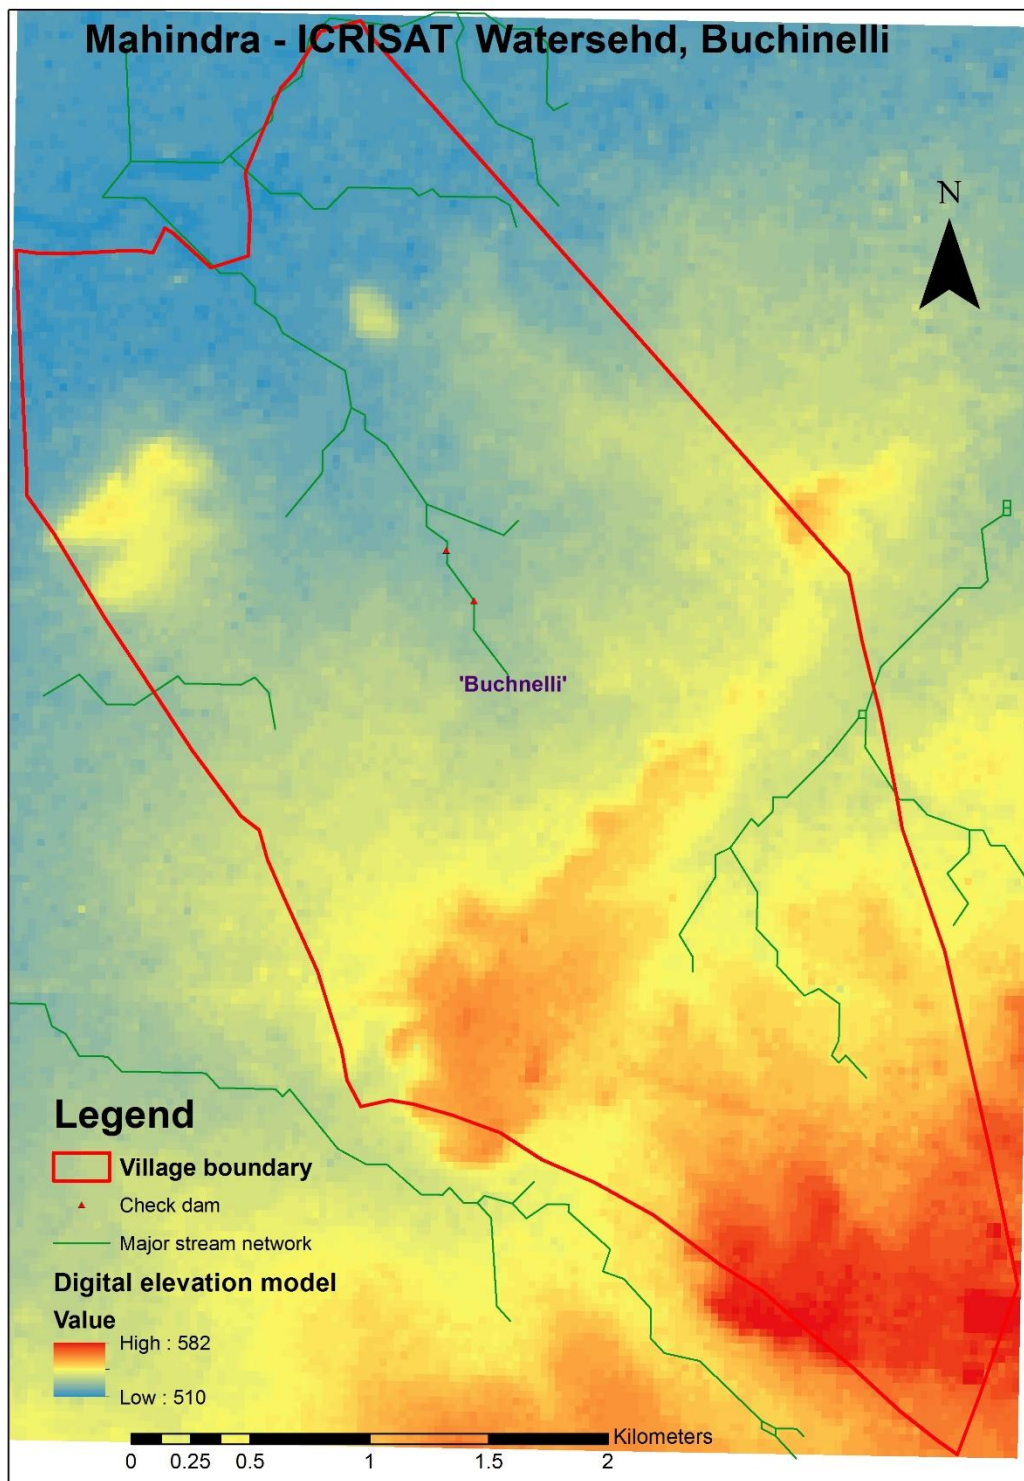 Mahindra - ICRISAT Watersehd, Buchinelli
N
'Buchnelli'
Legend
Village boundary
Check dam
Major stream network
Digital elevation model
Value
High : 582
Low : 510
Kilometers
0 0.25 0.5 1 1.5 2